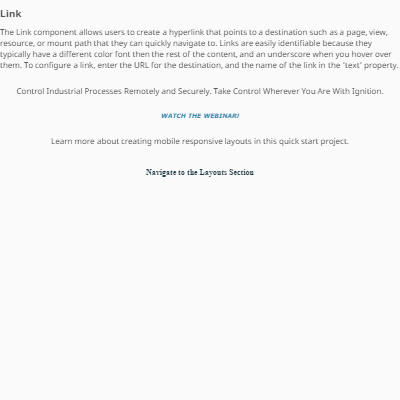 Link
The Link component allows users to create a hyperlink that points to a destination such as a page, view,
resource, or mount path that they can quickly navigate to. Links are easily identifiable because they
typically have a different color font then the rest of the content, and an underscore when you hover over
them. To configure a link, enter the URL for the destination, and the name of the link in the 'text' property.
Control Industrial Processes Remotely and Securely. Take Control Wherever You Are With Ignition.
WATCH THE WEBINAR!
Learn more about creating mobile responsive layouts in this quick start project.
Navigate to the Layouts Section